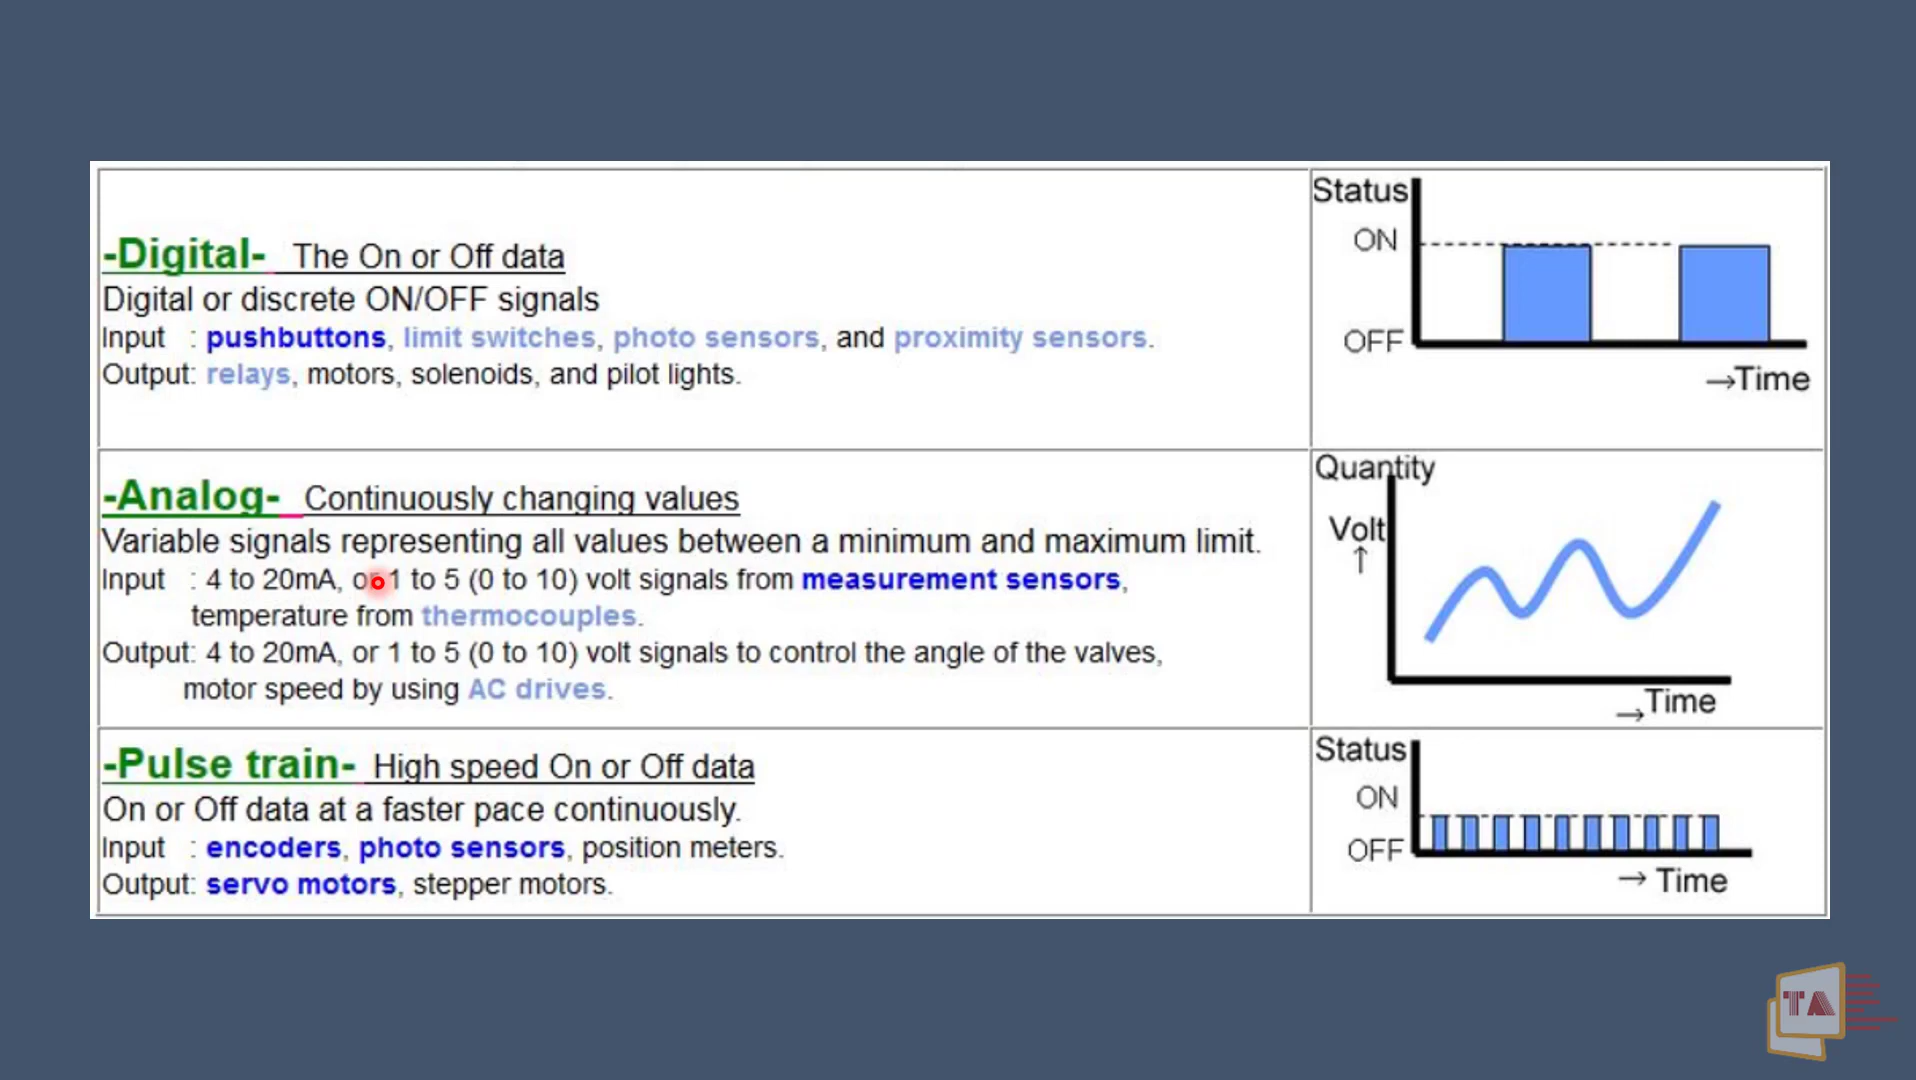 -Digital- The On or Off data
Digital or discrete ON/OFF signals
Input : pushbuttons, limit switches, photo sensors, and proximity sensors.
Output: relays, motors, solenoids, and pilot lights.
Status
ON
OFF
→Time
-Analog- Continuously changing values
Variable signals representing all values between a minimum and maximum limit.
Input : 4 to 20mA, or 1 to 5 (0 to 10) volt signals from measurement sensors,
temperature from thermocouples.
Output: 4 to 20mA, or 1 to 5 (0 to 10) volt signals to control the angle of the valves,
motor speed by using AC drives.
Quantity
Volt
↑
→Time
-Pulse train- High speed On or Off data
On or Off data at a faster pace continuously.
Input : encoders, photo sensors, position meters.
Output: servo motors, stepper motors.
Status
ON
OFF
→ Time
TA